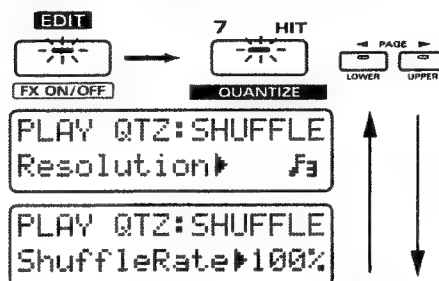 EDIT
7 HIT
◄ PAGE ►
LOWER UPPER
FX ON/OFF
QUANTIZE
PLAY QTZ:SHUFFLE
Resolution▶ ♪3
PLAY QTZ:SHUFFLE
ShuffleRate▶100%